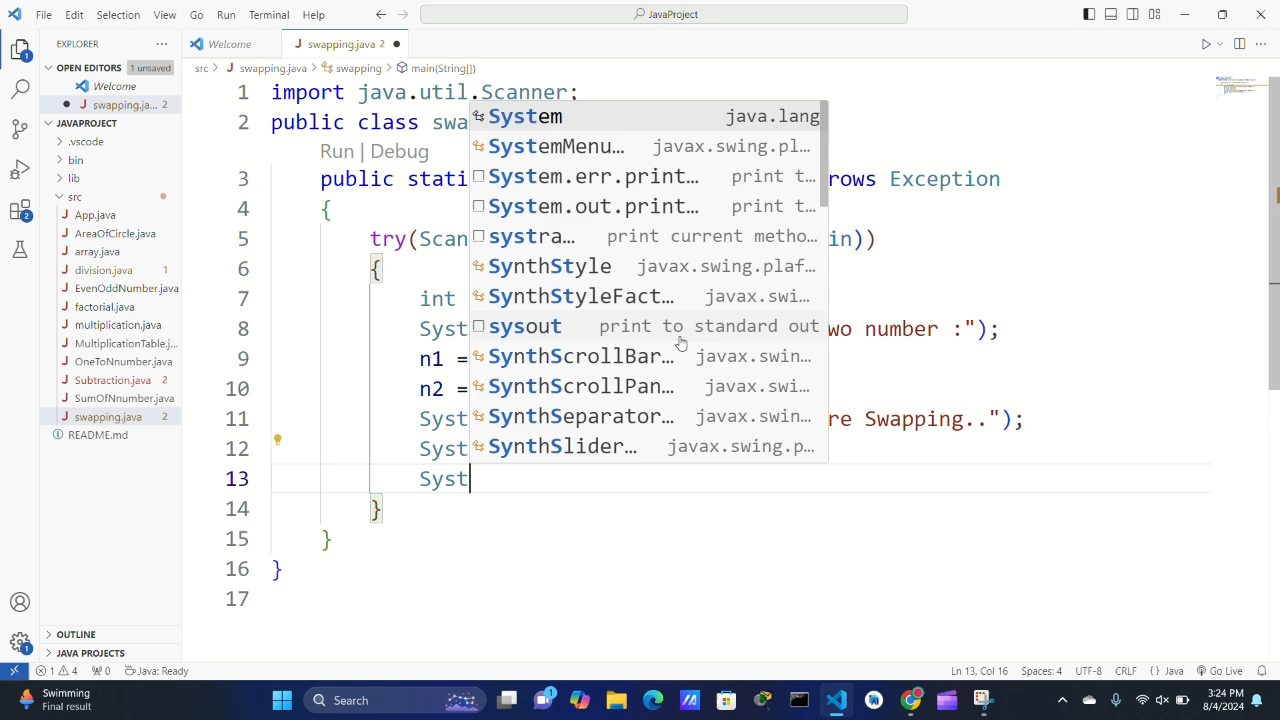 File Edit Selection View Go Run Terminal Help JavaProject
EXPLORER
Welcome
swapping.java 2
OPEN EDITORS 1 unsaved
Welcome
swapping.ja... 2
JAVAPROJECT
.vscode
bin
lib
src
App.java
AreaOfCircle.java
array.java
division.java 1
EvenOddNumber.java
factorial.java
multiplication.java
MultiplicationTable.j...
OneToNnumber.java
Subtraction.java 2
SumOfNnumber.java
swapping.java 2
README.md
OUTLINE
JAVA PROJECTS
src > swapping.java > swapping > main(String[])
1 import java.util.Scanner;
2 public class swa
Run | Debug
3 public stati rows Exception
4 {
5 try(Scan in))
6 {
7 int
8 Syst wo number :");
9 n1 =
10 n2 =
11 Syst re Swapping..");
12 Syst
13 Syst
14 }
15 }
16 }
17
System java.lang
SystemMenu... javax.swing.pl...
System.err.print... print t...
System.out.print... print t...
systra... print current metho...
SynthStyle javax.swing.plaf...
SynthStyleFact... javax.swi...
sysout print to standard out
SynthScrollBar... javax.swin...
SynthScrollPan... javax.swi...
SynthSeparator... javax.swin...
SynthSlider... javax.swing.p...
1 4 0 Java: Ready Ln 13, Col 16 Spaces: 4 UTF-8 CRLF { } Java Go Live
Swimming
Final result
Search
3:24 PM
8/4/2024